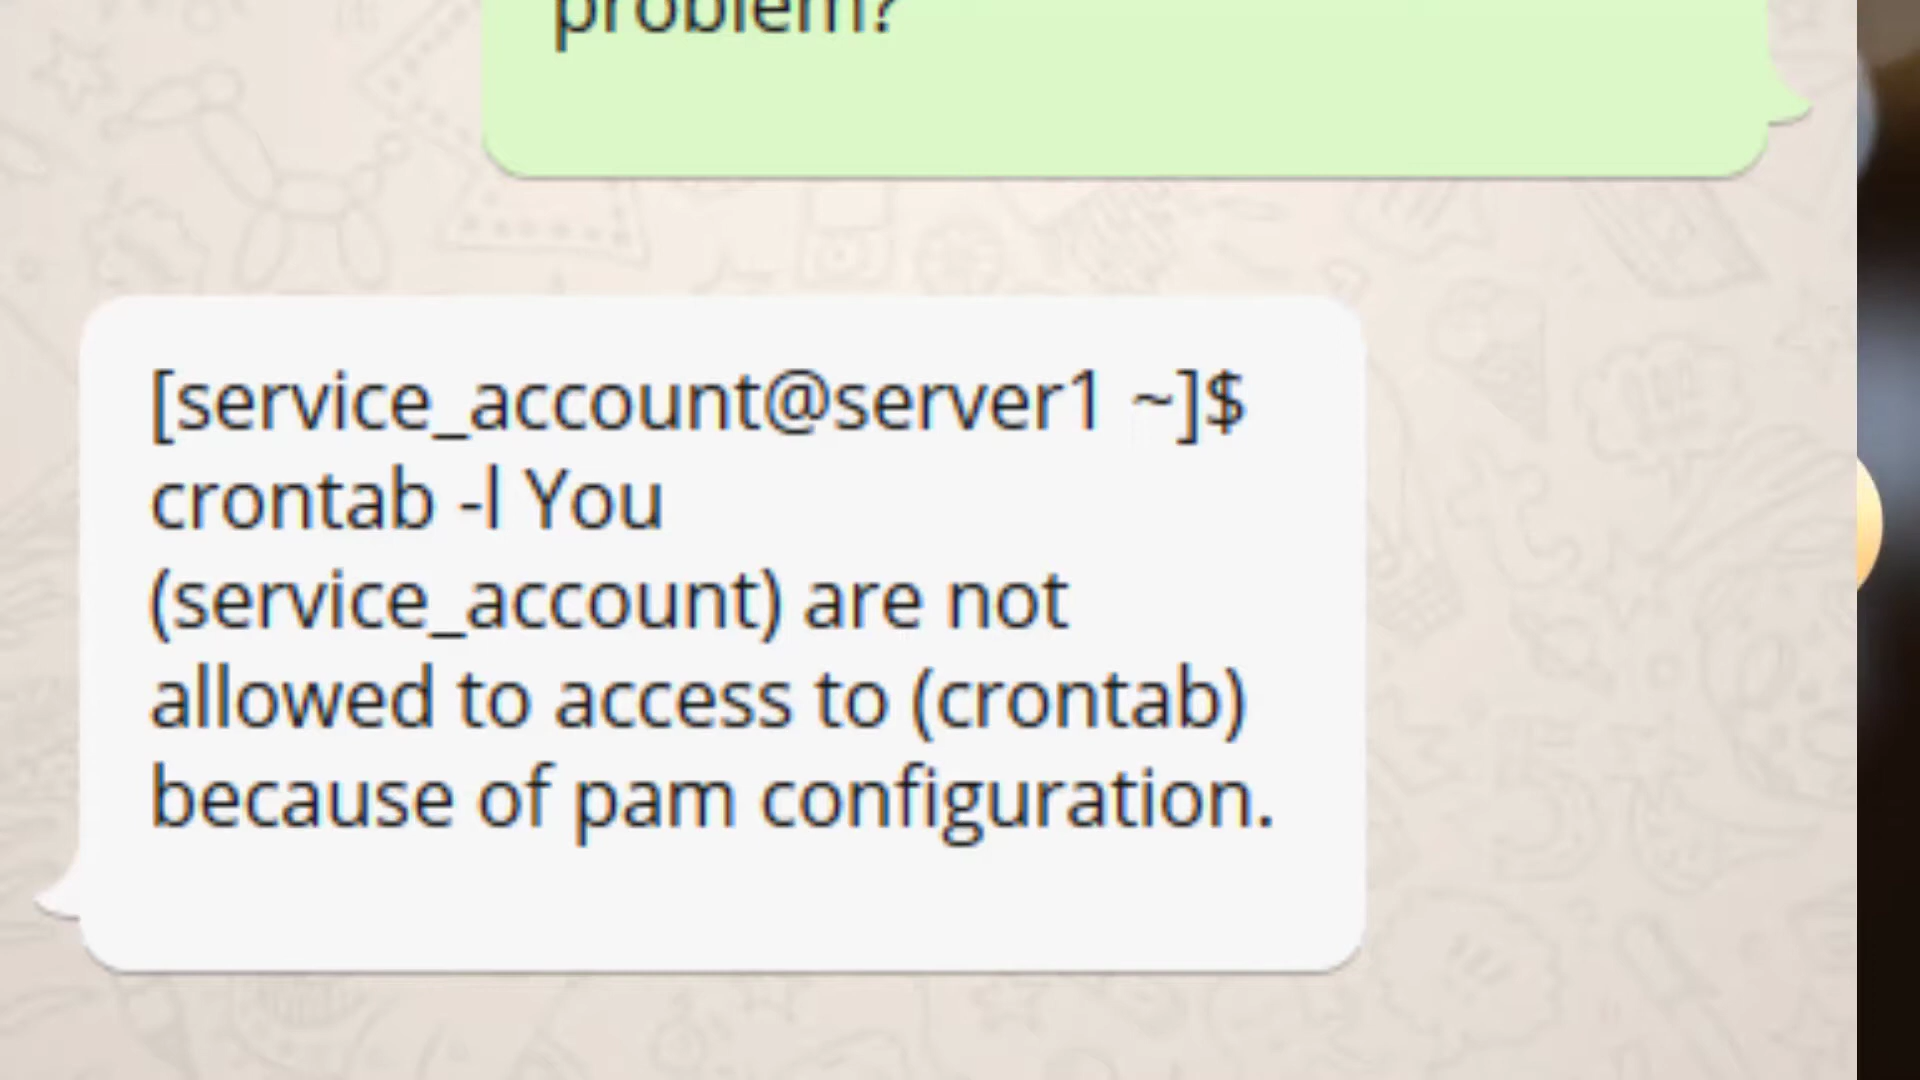 problem?
[service_account@server1 ~]$
crontab -l You
(service_account) are not
allowed to access to (crontab)
because of pam configuration.